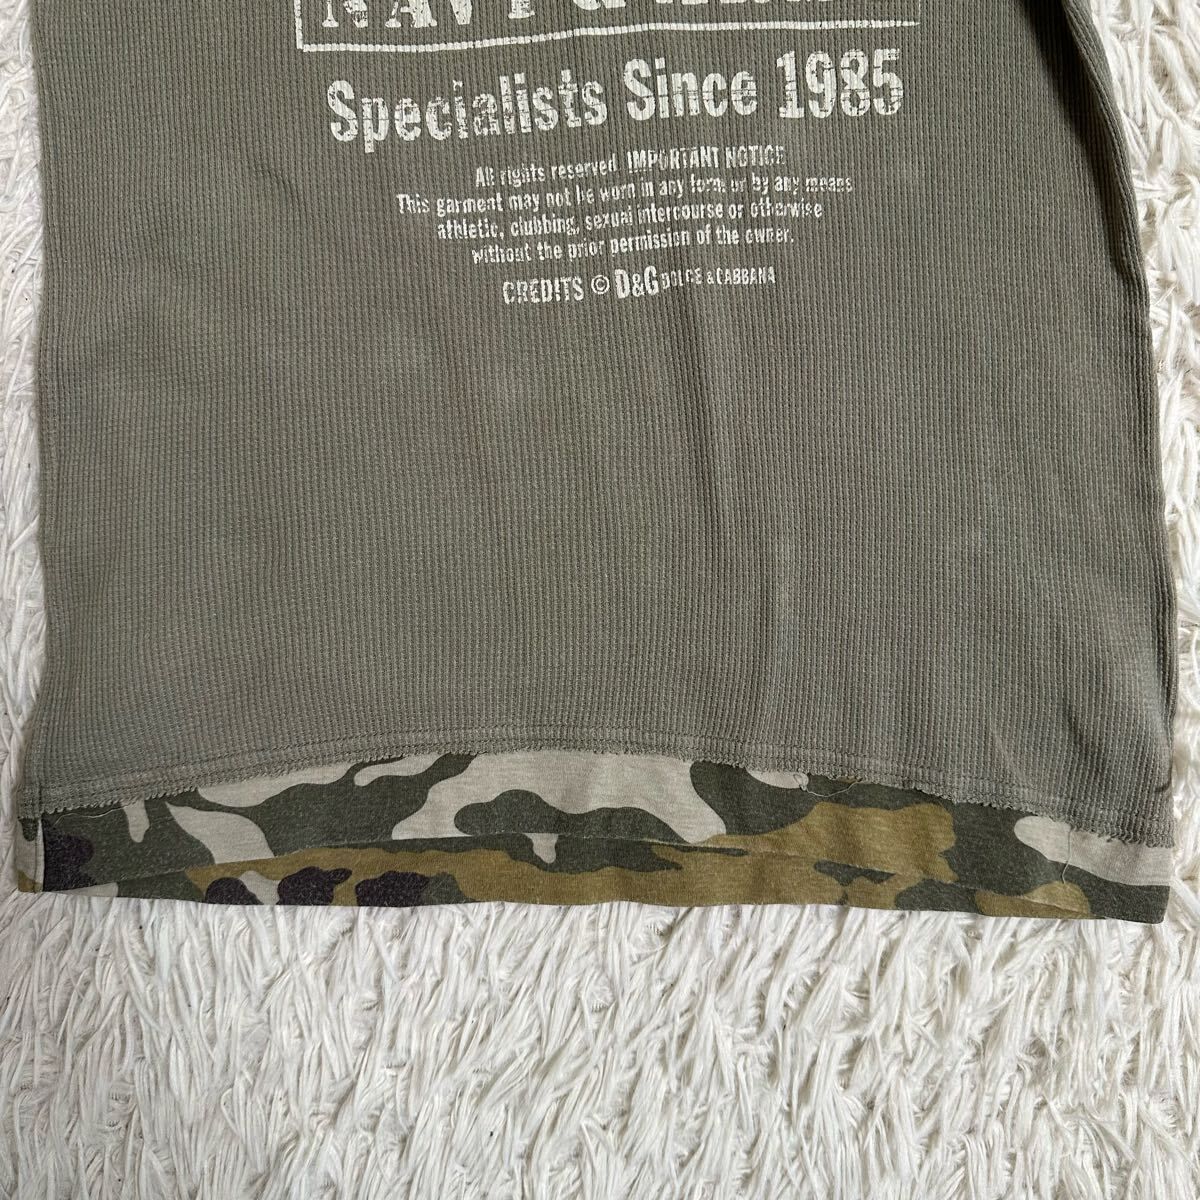 NAVY &
Specialists Since 1985
All rights reserved. IMPORTANT NOTICE
This garment may not be worn in any form or by any means
athletic, clubbing, sexual intercourse or otherwise
without the prior permission of the owner.
CREDITS © D&G DOLCE & GABBANA